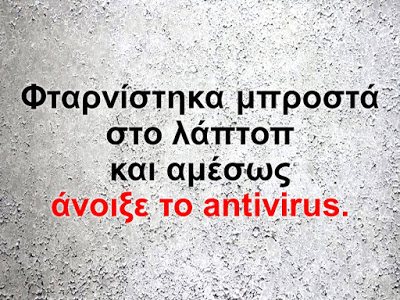 Φταρνίστηκα μπροστά
στο λάπτοπ
και αμέσως
άνοιξε το antivirus.